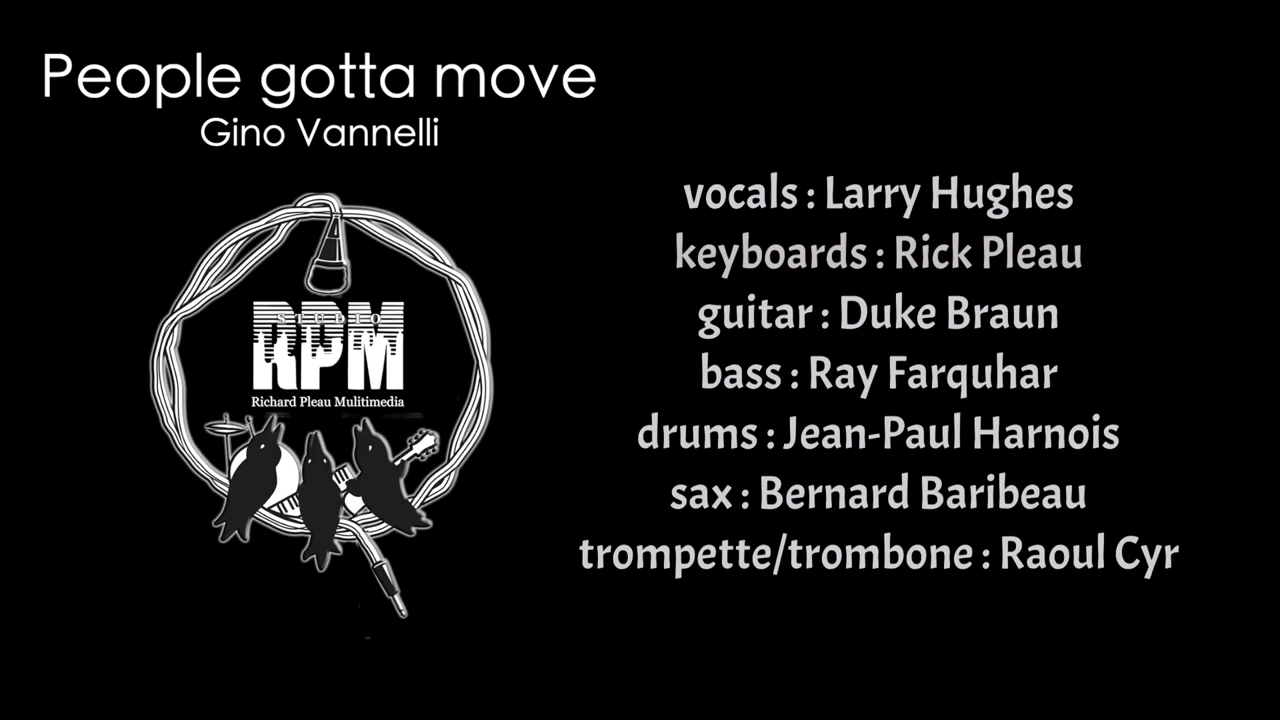 People gotta move
Gino Vannelli
STUDIO
RPM
Richard Pleau Mulitimedia
vocals : Larry Hughes
keyboards : Rick Pleau
guitar : Duke Braun
bass : Ray Farquhar
drums : Jean-Paul Harnois
sax : Bernard Baribeau
trompette/trombone : Raoul Cyr